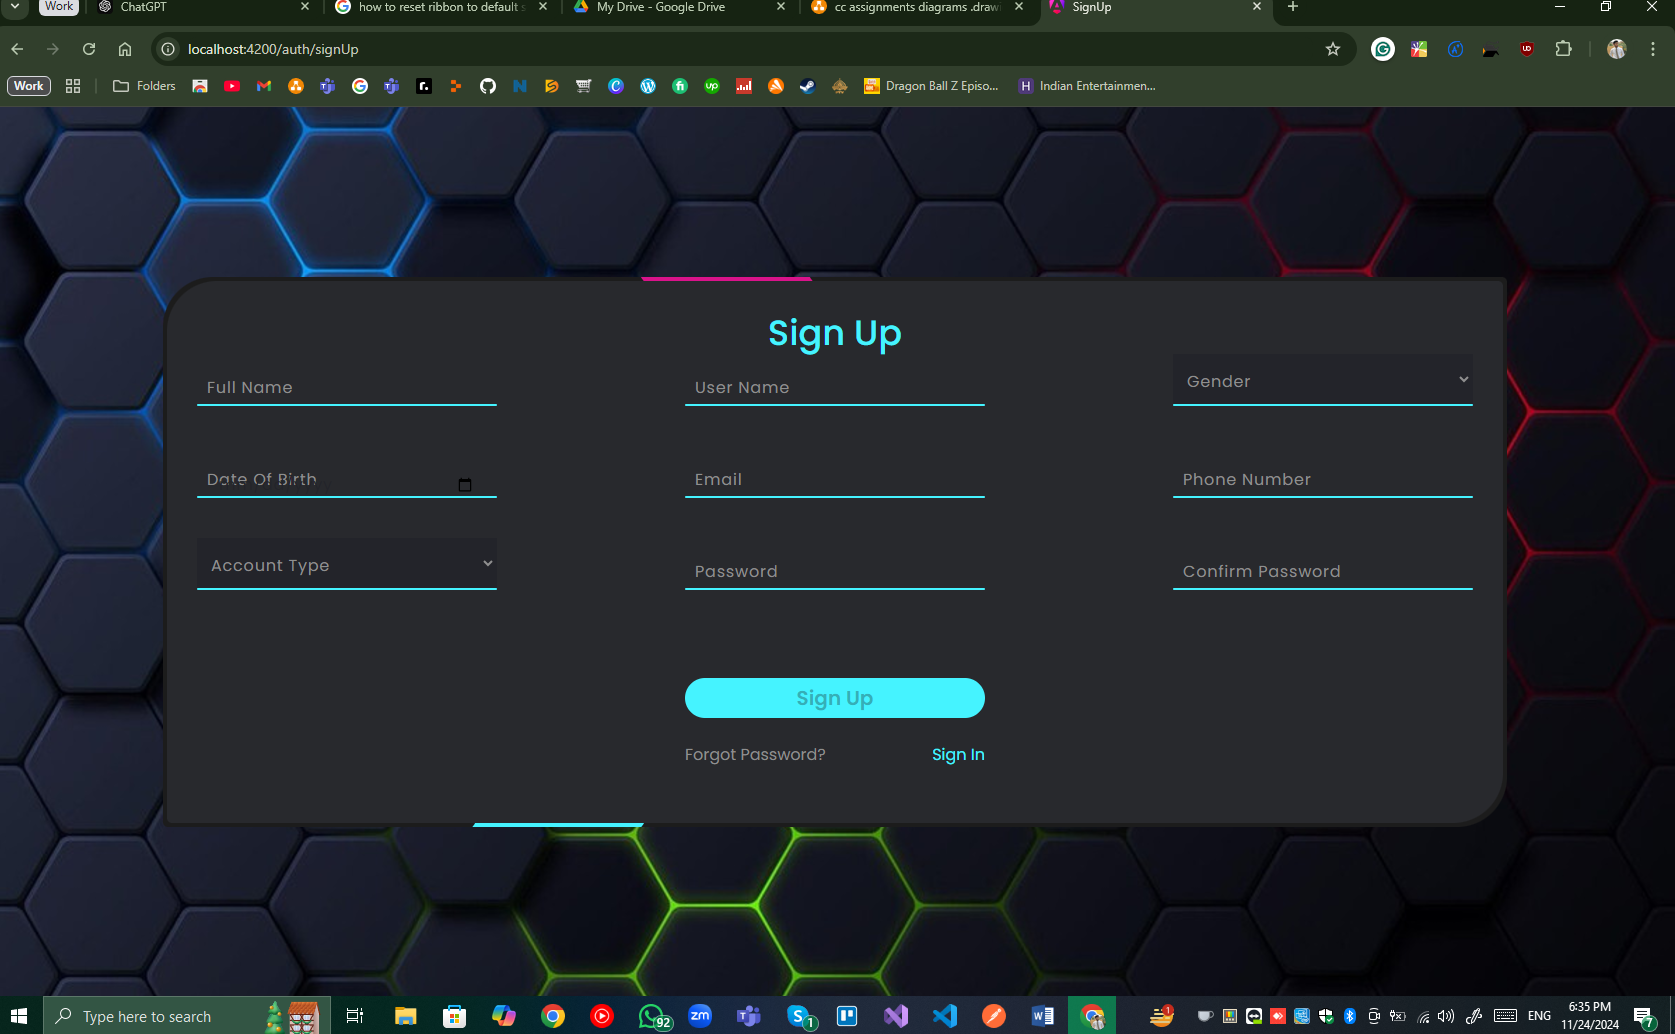 Work
ChatGPT
how to reset ribbon to default s
My Drive - Google Drive
cc assignments diagrams .drawi
SignUp
localhost:4200/auth/signUp
Work
Folders
Dragon Ball Z Episo...
Indian Entertainmen...
Sign Up
Full Name
User Name
Gender
Date Of Birth
Email
Phone Number
Account Type
Password
Confirm Password
Sign Up
Forgot Password?
Sign In
Type here to search
92
zm
1
1
ENG
6:35 PM
11/24/2024
7